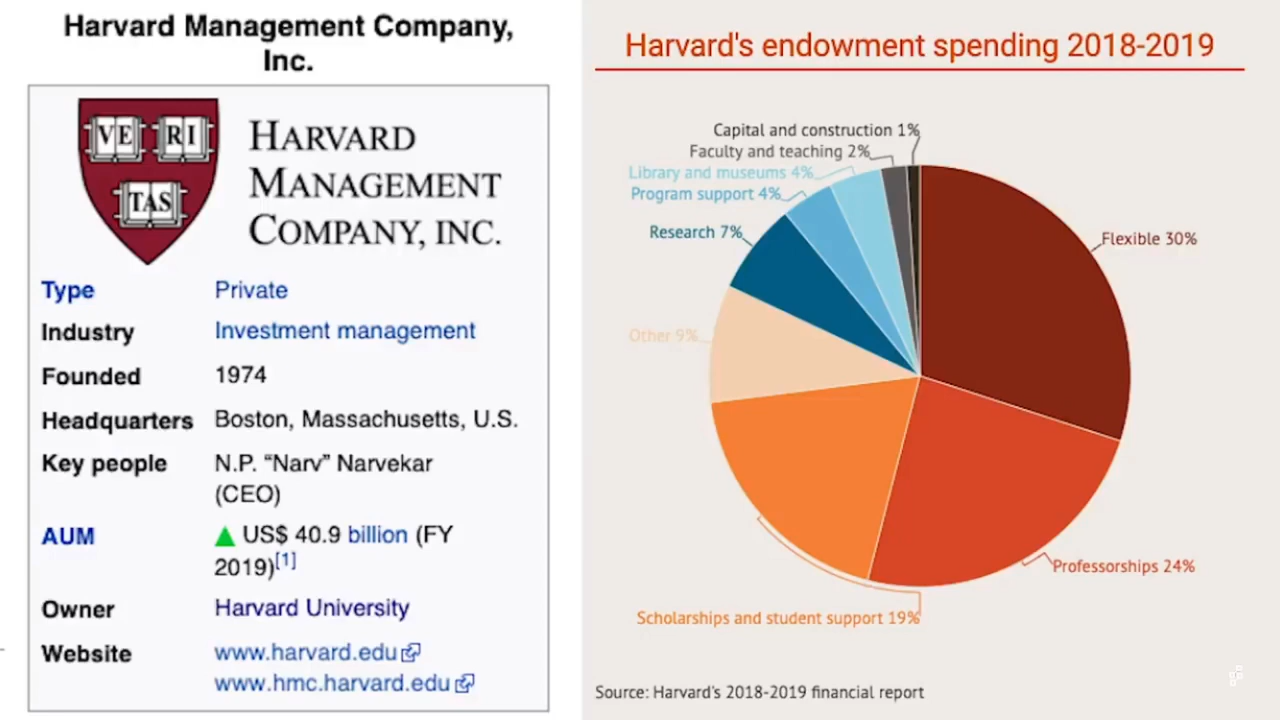 Harvard Management Company,
Inc.
VE RI
TAS
HARVARD
MANAGEMENT
COMPANY, INC.
Type Private
Industry Investment management
Founded 1974
Headquarters Boston, Massachusetts, U.S.
Key people N.P. “Narv” Narvekar
(CEO)
AUM ▲ US$ 40.9 billion (FY
2019)[1]
Owner Harvard University
Website www.harvard.edu
www.hmc.harvard.edu
Harvard's endowment spending 2018-2019
Capital and construction 1%
Faculty and teaching 2%
Library and museums 4%
Program support 4%
Research 7%
Flexible 30%
Other 9%
Professorships 24%
Scholarships and student support 19%
Source: Harvard's 2018-2019 financial report